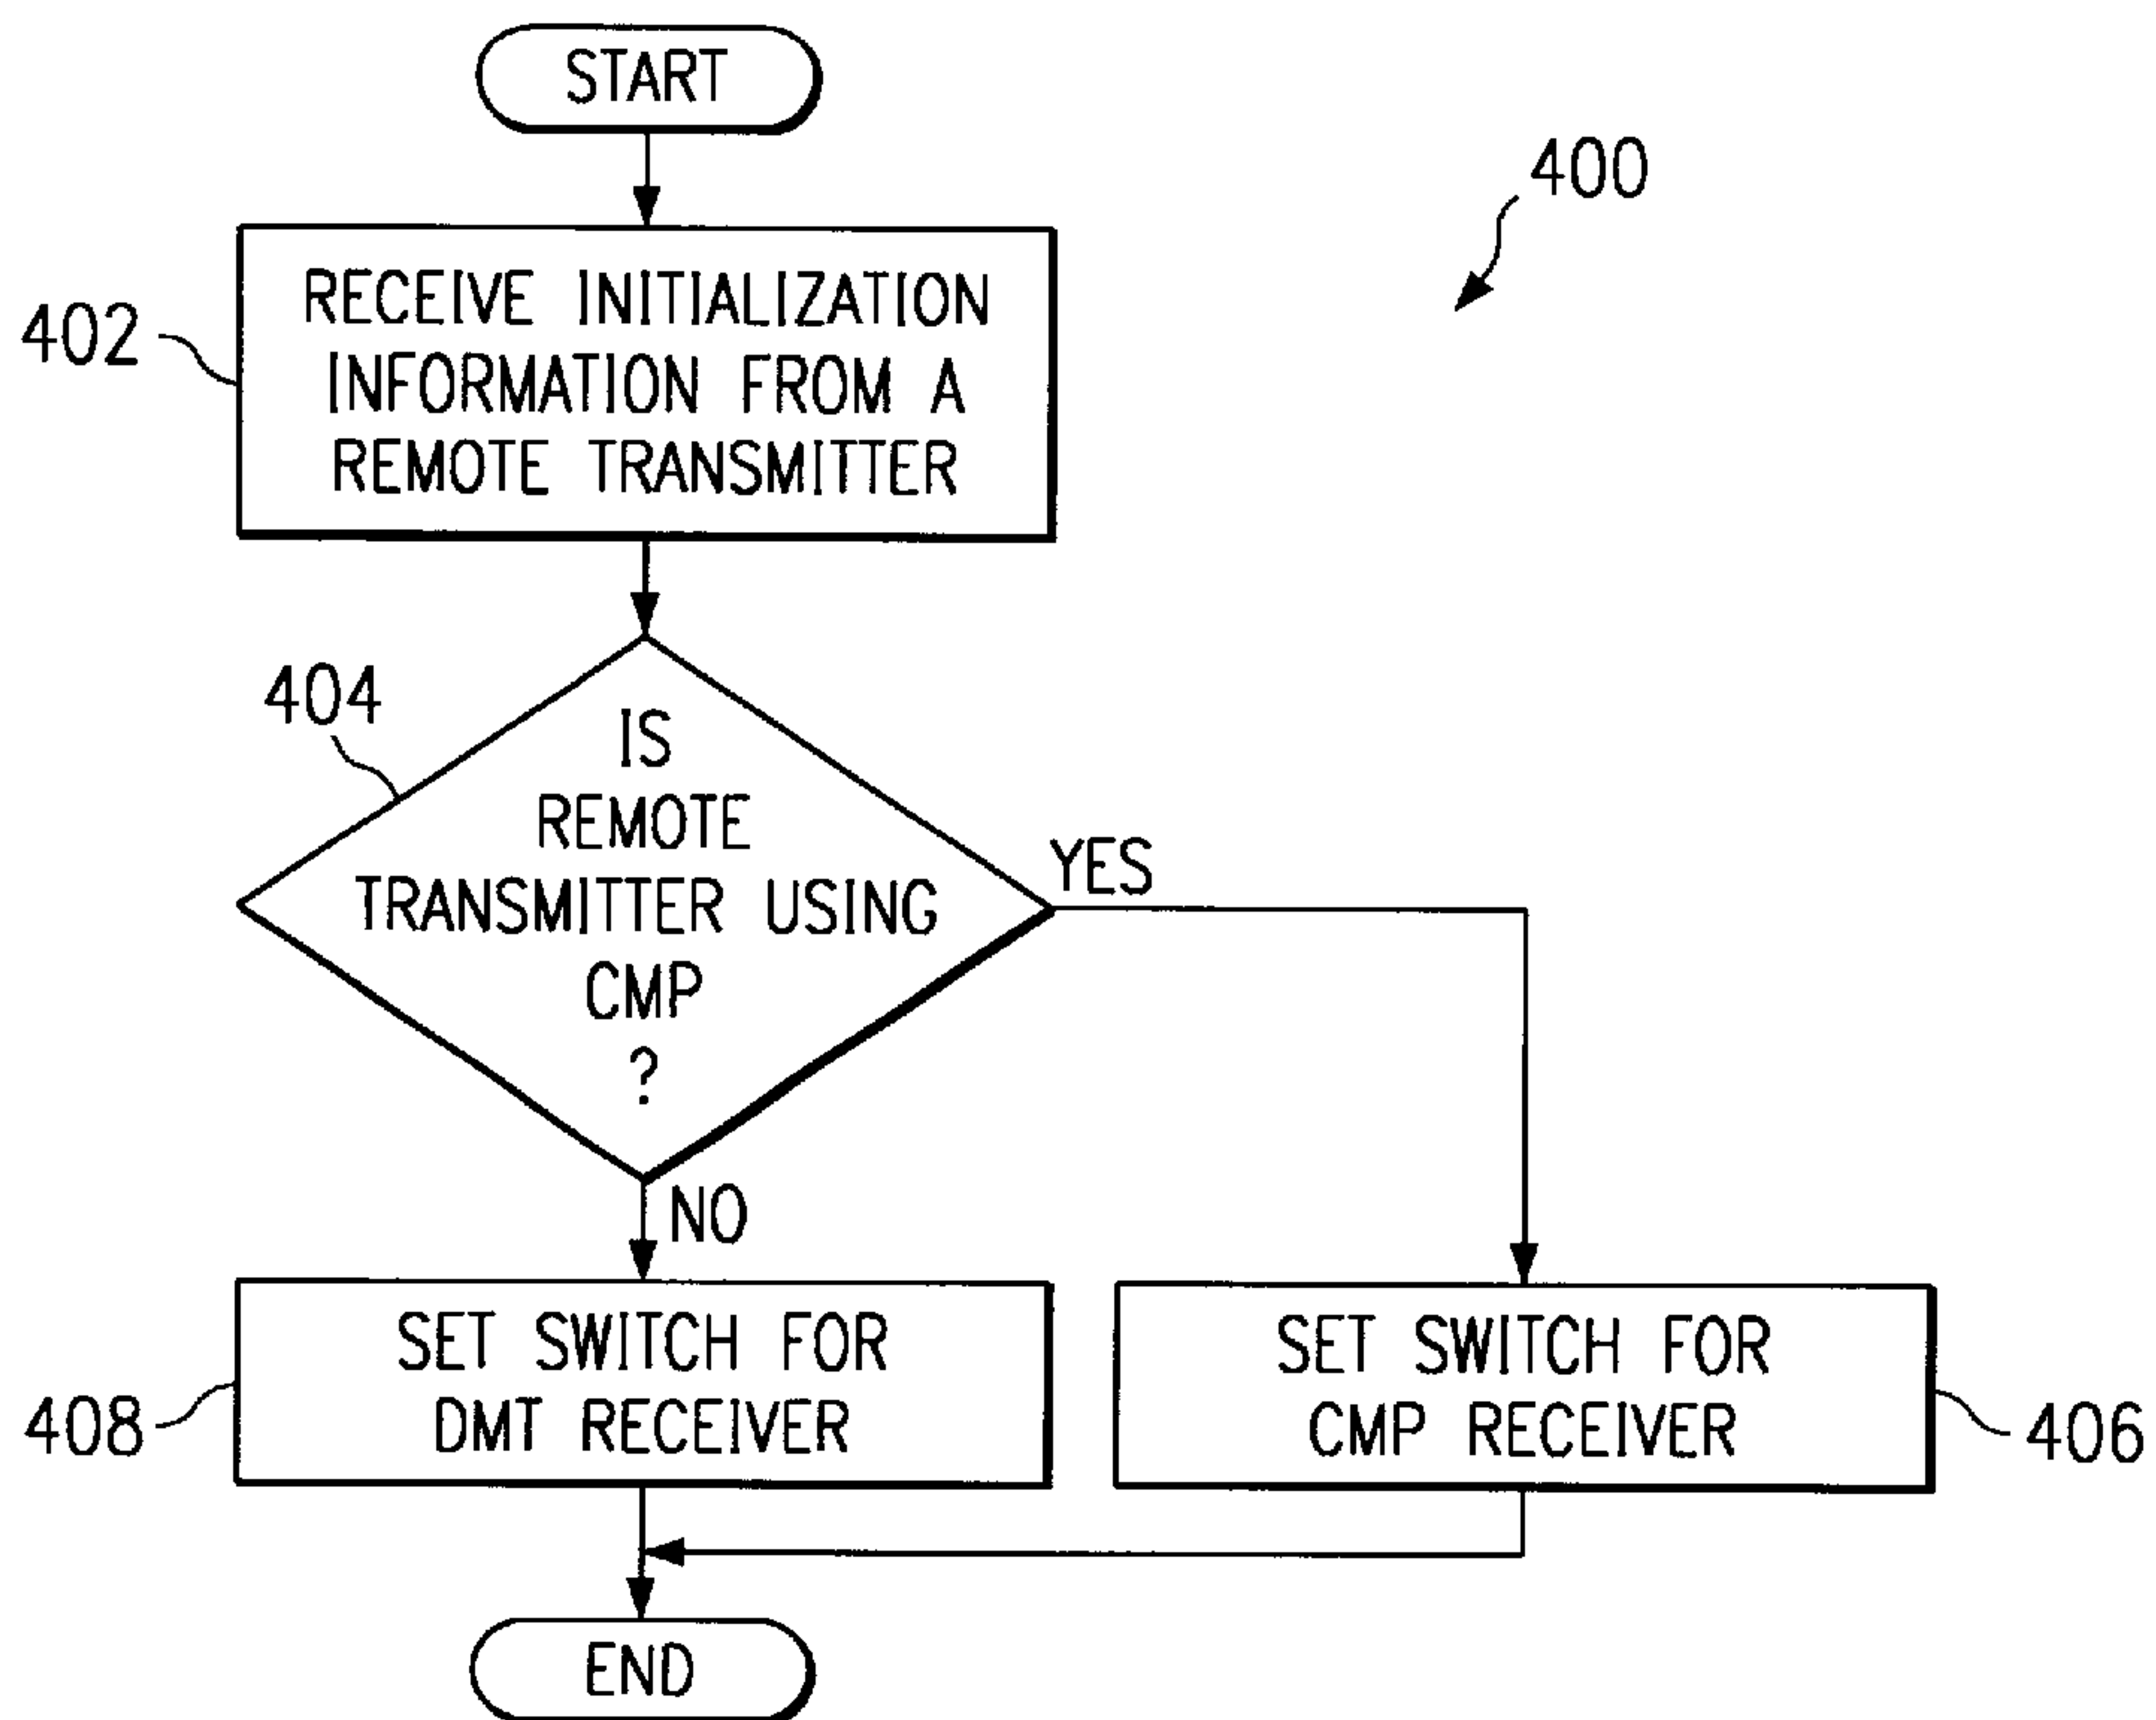 START
400
402
RECEIVE INITIALIZATION
INFORMATION FROM A
REMOTE TRANSMITTER
404
IS
REMOTE
TRANSMITTER USING
CMP
?
YES
NO
SET SWITCH FOR
DMT RECEIVER
408
SET SWITCH FOR
CMP RECEIVER
406
END